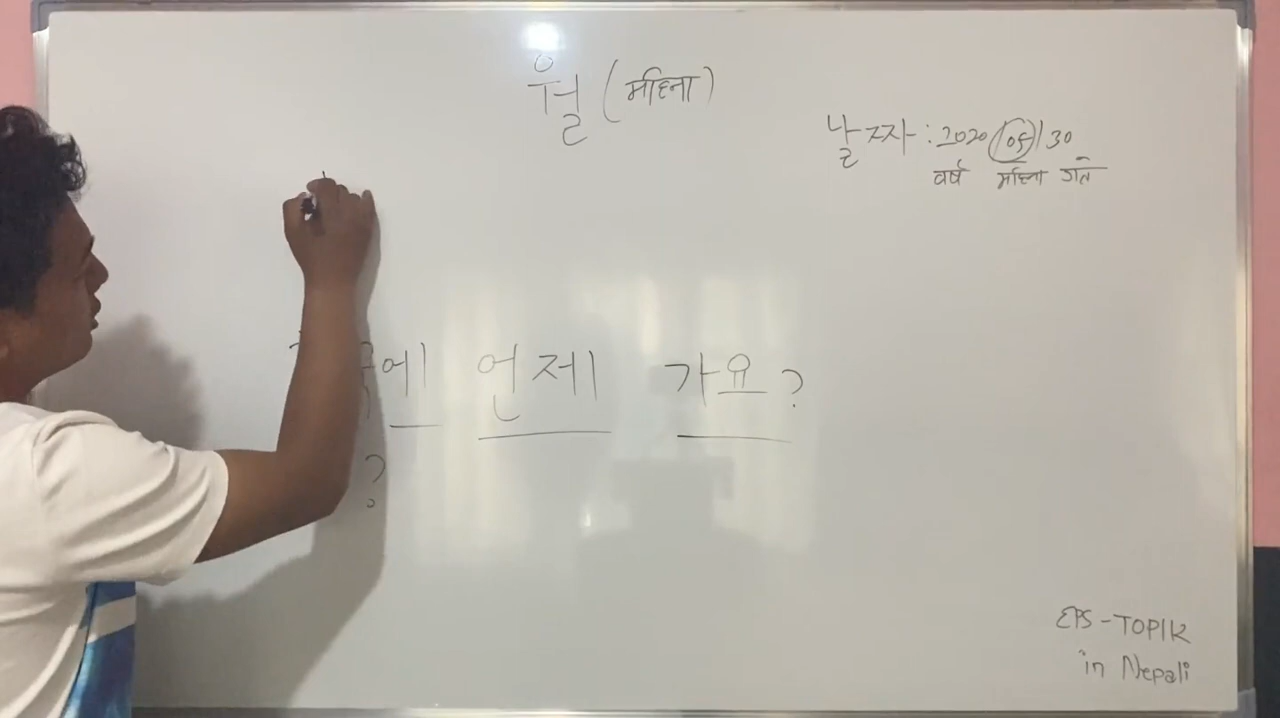 월 (महिना)
날짜 : 2020/05/30
वर्ष महिना गते
에 언제 가요?
?
EPS-TOPIK
in Nepali